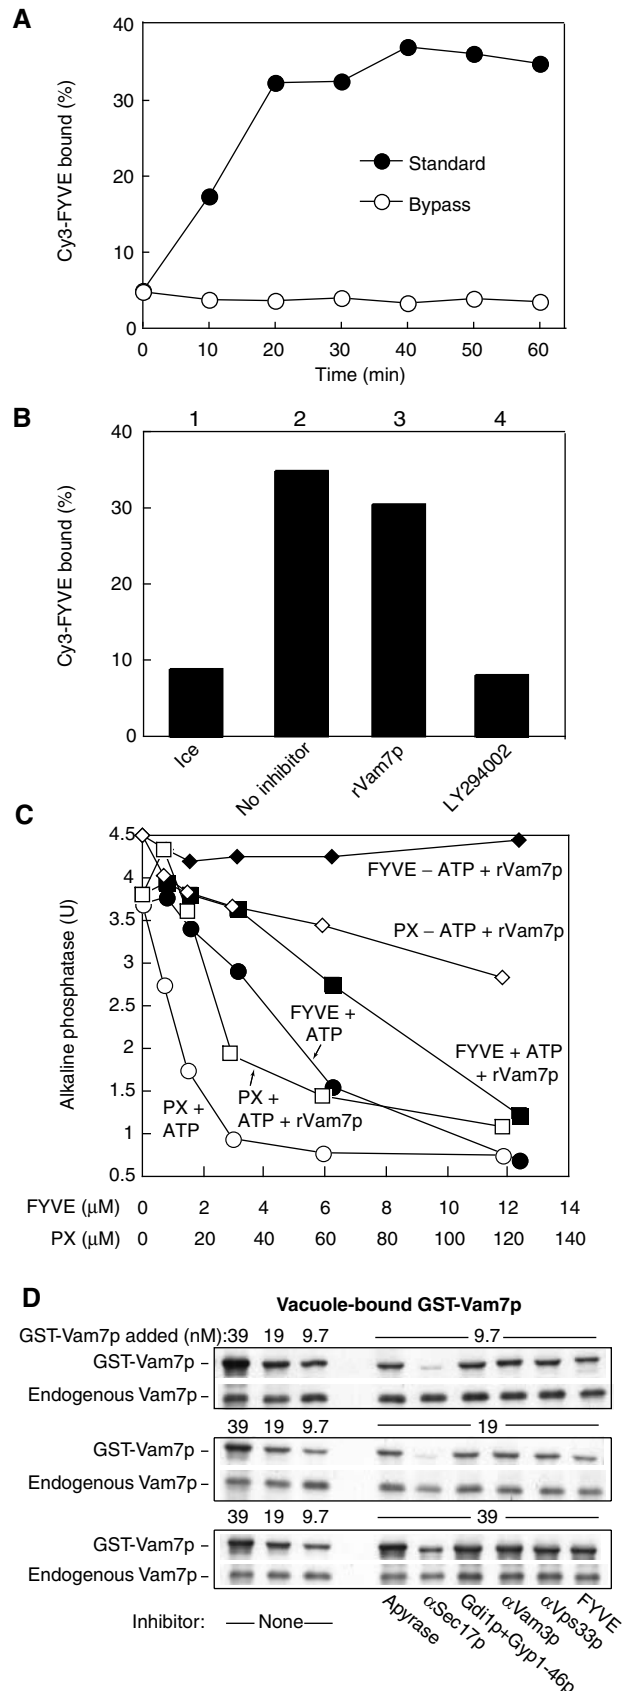 A
Cy3-FYVE bound (%)
40
30
20
10
0
Standard
Bypass
0 10 20 30 40 50 60
Time (min)
B
1 2 3 4
Cy3-FYVE bound (%)
40
30
20
10
0
Ice
No inhibitor
rVam7p
LY294002
C
Alkaline phosphatase (U)
4.5
4
3.5
3
2.5
2
1.5
1
0.5
FYVE – ATP + rVam7p
PX – ATP + rVam7p
FYVE +
ATP
FYVE + ATP
+ rVam7p
PX +
ATP
PX +
ATP + rVam7p
FYVE (μM) 0 2 4 6 8 10 12 14
PX (μM) 0 20 40 60 80 100 120 140
D
Vacuole-bound GST-Vam7p
GST-Vam7p added (nM): 39 19 9.7 9.7
GST-Vam7p
Endogenous Vam7p
39 19 9.7 19
GST-Vam7p
Endogenous Vam7p
39 19 9.7 39
GST-Vam7p
Endogenous Vam7p
Inhibitor: None
Apyrase
αSec17p
Gdi1p+Gyp1-46p
αVam3p
αVps33p
FYVE